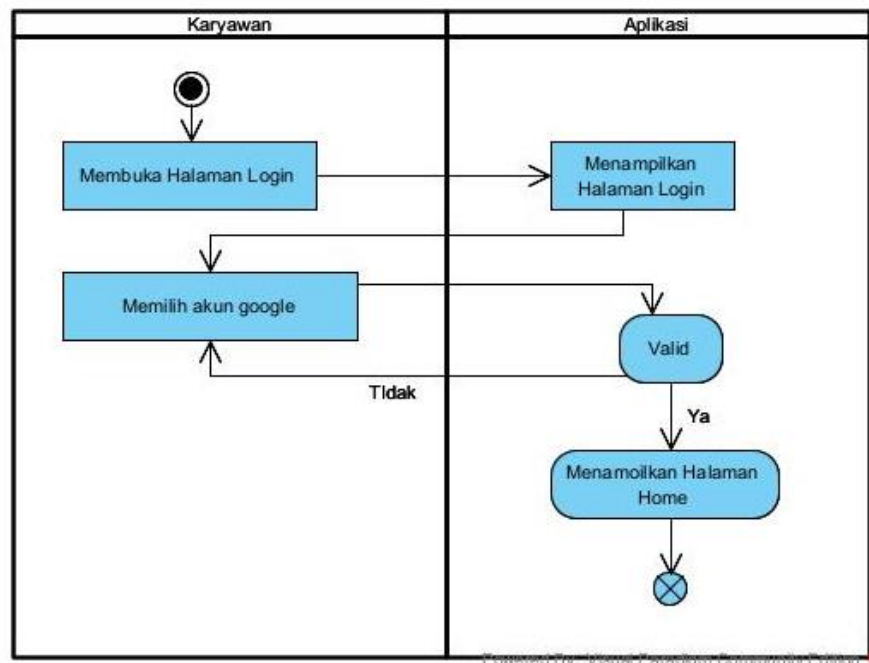 Karyawan
Aplikasi
Membuka Halaman Login
Menampilkan
Halaman Login
Memilih akun google
Valid
TIdak
Ya
Menamoilkan Halaman
Home